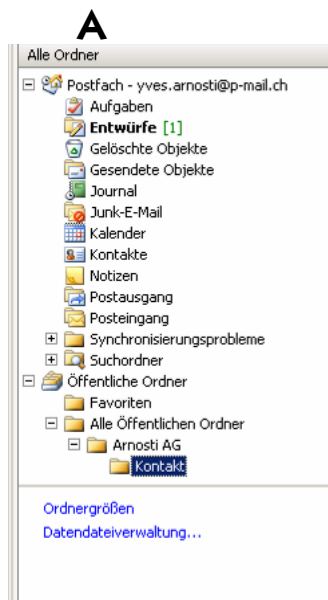 A
Alle Ordner
Postfach - yves.arnosti@p-mail.ch
Aufgaben
Entwürfe [1]
Gelöschte Objekte
Gesendete Objekte
Journal
Junk-E-Mail
Kalender
Kontakte
Notizen
Postausgang
Posteingang
Synchronisierungsprobleme
Suchordner
Öffentliche Ordner
Favoriten
Alle Öffentlichen Ordner
Arnosti AG
Kontakt
Ordnergrößen
Datendateiverwaltung...